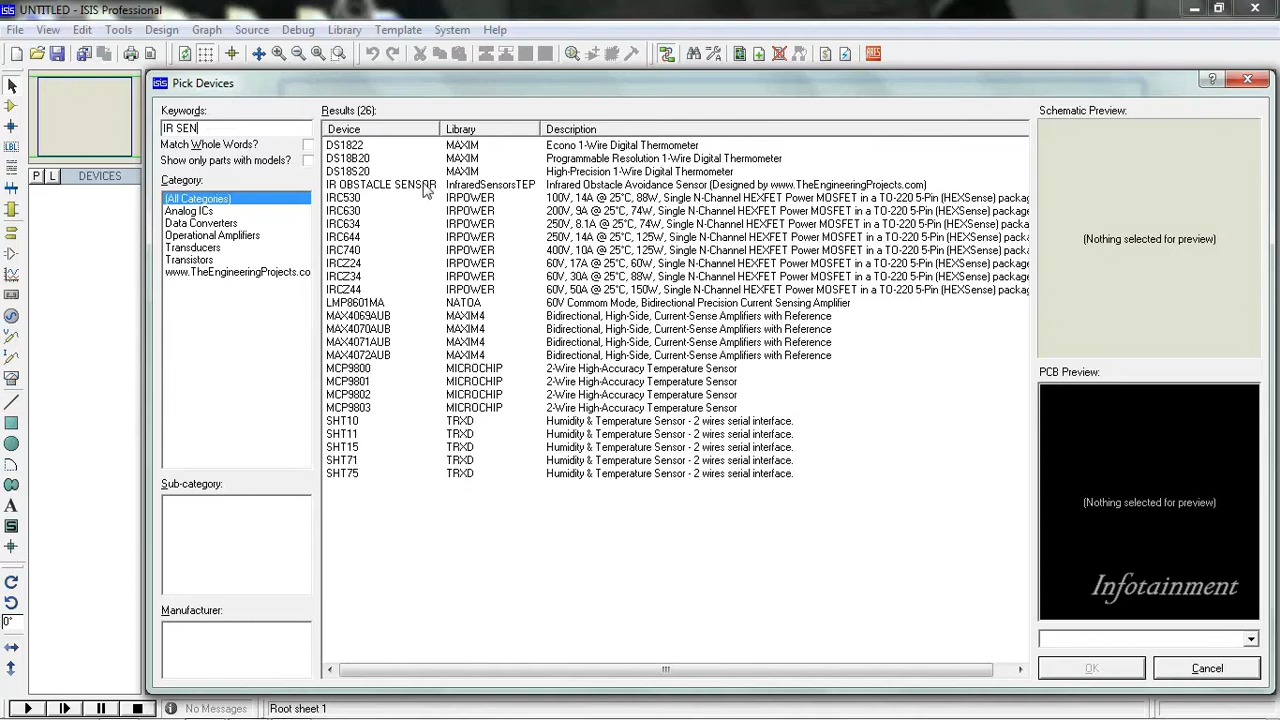 UNTITLED - ISIS Professional
File View Edit Tools Design Graph Source Debug Library Template System Help
ARES
Pick Devices
Keywords:
IR SEN
Match Whole Words?
Show only parts with models?
Category:
(All Categories)
Analog ICs
Data Converters
Operational Amplifiers
Transducers
Transistors
www.TheEngineeringProjects.co
Sub-category:
Manufacturer:
Results (26):
Device Library Description
DS1822 MAXIM Econo 1-Wire Digital Thermometer
DS18B20 MAXIM Programmable Resolution 1-Wire Digital Thermometer
DS18S20 MAXIM High-Precision 1-Wire Digital Thermometer
IR OBSTACLE SENSOR InfraredSensorsTEP Infrared Obstacle Avoidance Sensor (Designed by www.TheEngineeringProjects.com)
IRC530 IRPOWER 100V, 14A @ 25°C, 88W, Single N-Channel HEXFET Power MOSFET in a TO-220 5-Pin (HEXSense) packag
IRC630 IRPOWER 200V, 9A @ 25°C, 74W, Single N-Channel HEXFET Power MOSFET in a TO-220 5-Pin (HEXSense) package
IRC634 IRPOWER 250V, 8.1A @ 25°C, 74W, Single N-Channel HEXFET Power MOSFET in a TO-220 5-Pin (HEXSense) packa
IRC644 IRPOWER 250V, 14A @ 25°C, 125W, Single N-Channel HEXFET Power MOSFET in a TO-220 5-Pin (HEXSense) packa
IRC740 IRPOWER 400V, 10A @ 25°C, 125W, Single N-Channel HEXFET Power MOSFET in a TO-220 5-Pin (HEXSense) packa
IRCZ24 IRPOWER 60V, 17A @ 25°C, 60W, Single N-Channel HEXFET Power MOSFET in a TO-220 5-Pin (HEXSense) package
IRCZ34 IRPOWER 60V, 30A @ 25°C, 88W, Single N-Channel HEXFET Power MOSFET in a TO-220 5-Pin (HEXSense) package
IRCZ44 IRPOWER 60V, 50A @ 25°C, 150W, Single N-Channel HEXFET Power MOSFET in a TO-220 5-Pin (HEXSense) packag
LMP8601MA NATOA 60V Commom Mode, Bidirectional Precision Current Sensing Amplifier
MAX4069AUB MAXIM4 Bidirectional, High-Side, Current-Sense Amplifiers with Reference
MAX4070AUB MAXIM4 Bidirectional, High-Side, Current-Sense Amplifiers with Reference
MAX4071AUB MAXIM4 Bidirectional, High-Side, Current-Sense Amplifiers with Reference
MAX4072AUB MAXIM4 Bidirectional, High-Side, Current-Sense Amplifiers with Reference
MCP9800 MICROCHIP 2-Wire High-Accuracy Temperature Sensor
MCP9801 MICROCHIP 2-Wire High-Accuracy Temperature Sensor
MCP9802 MICROCHIP 2-Wire High-Accuracy Temperature Sensor
MCP9803 MICROCHIP 2-Wire High-Accuracy Temperature Sensor
SHT10 TRXD Humidity & Temperature Sensor - 2 wires serial interface.
SHT11 TRXD Humidity & Temperature Sensor - 2 wires serial interface.
SHT15 TRXD Humidity & Temperature Sensor - 2 wires serial interface.
SHT71 TRXD Humidity & Temperature Sensor - 2 wires serial interface.
SHT75 TRXD Humidity & Temperature Sensor - 2 wires serial interface.
Schematic Preview:
(Nothing selected for preview)
PCB Preview:
(Nothing selected for preview)
Infotainment
OK Cancel
P L DEVICES
LBL
A
0°
No Messages Root sheet 1